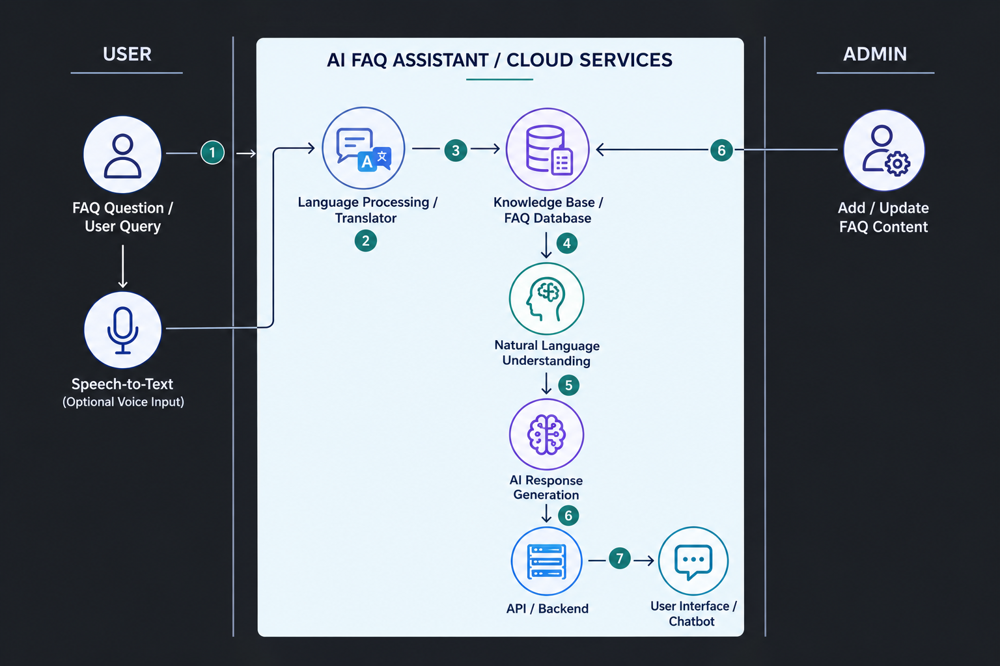 USER
AI FAQ ASSISTANT / CLOUD SERVICES
ADMIN
1
FAQ Question /
User Query
Speech-to-Text
(Optional Voice Input)
A
文
Language Processing /
Translator
2
3
Knowledge Base /
FAQ Database
6
Add / Update
FAQ Content
4
Natural Language
Understanding
5
AI Response
Generation
6
API / Backend
7
User Interface /
Chatbot